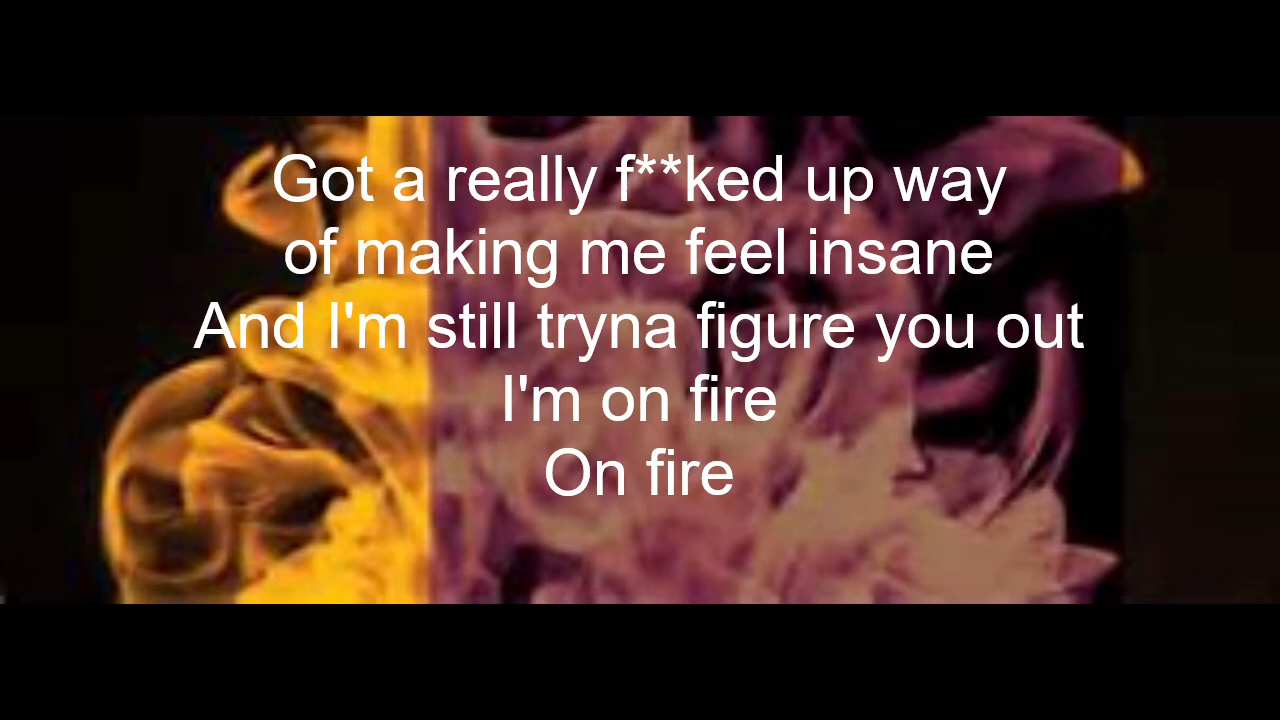 Got a really f**ked up way
of making me feel insane
And I'm still tryna figure you out
I'm on fire
On fire